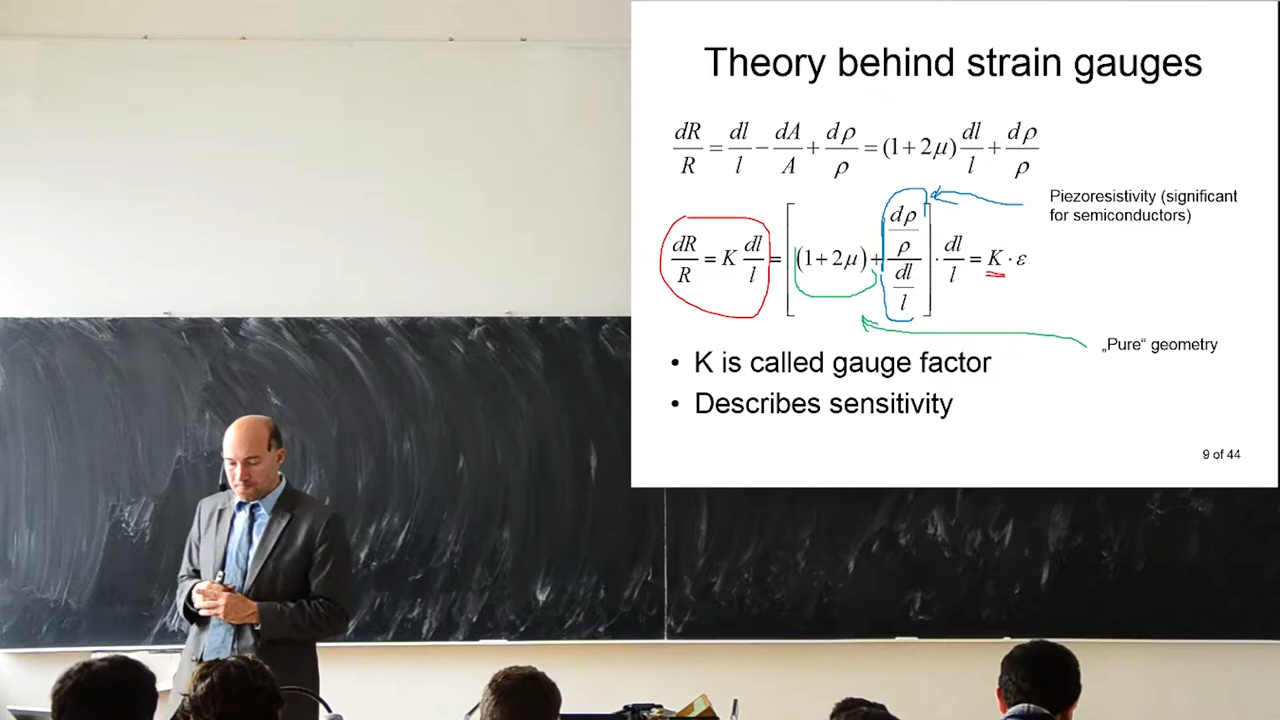 Theory behind strain gauges
dR/R = dl/l − dA/A + dρ/ρ = (1+2μ) dl/l + dρ/ρ
Piezoresistivity (significant
for semiconductors)
dR/R = K dl/l = [(1+2μ) + (dρ/ρ)/(dl/l)] · dl/l = K · ε
„Pure“ geometry
• K is called gauge factor
• Describes sensitivity
9 of 44